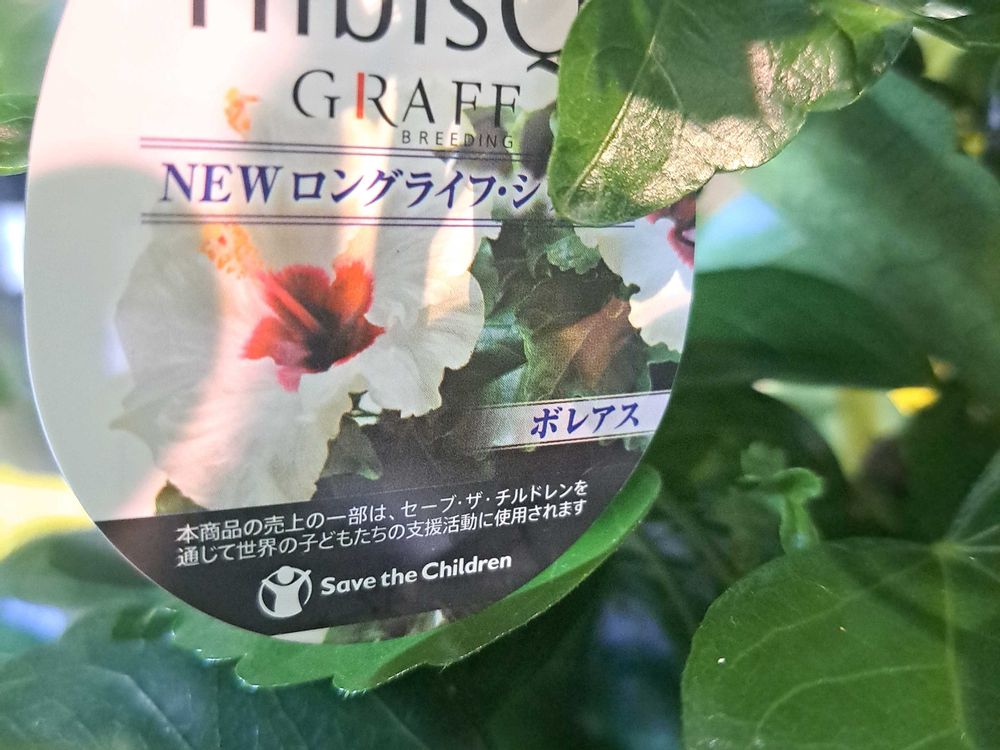 HibisQ
GRAFF
BREEDING
NEWロングライフ・シ
ボレアス
本商品の売上の一部は、セーブ・ザ・チルドレンを
通じて世界の子どもたちの支援活動に使用されます
Save the Children